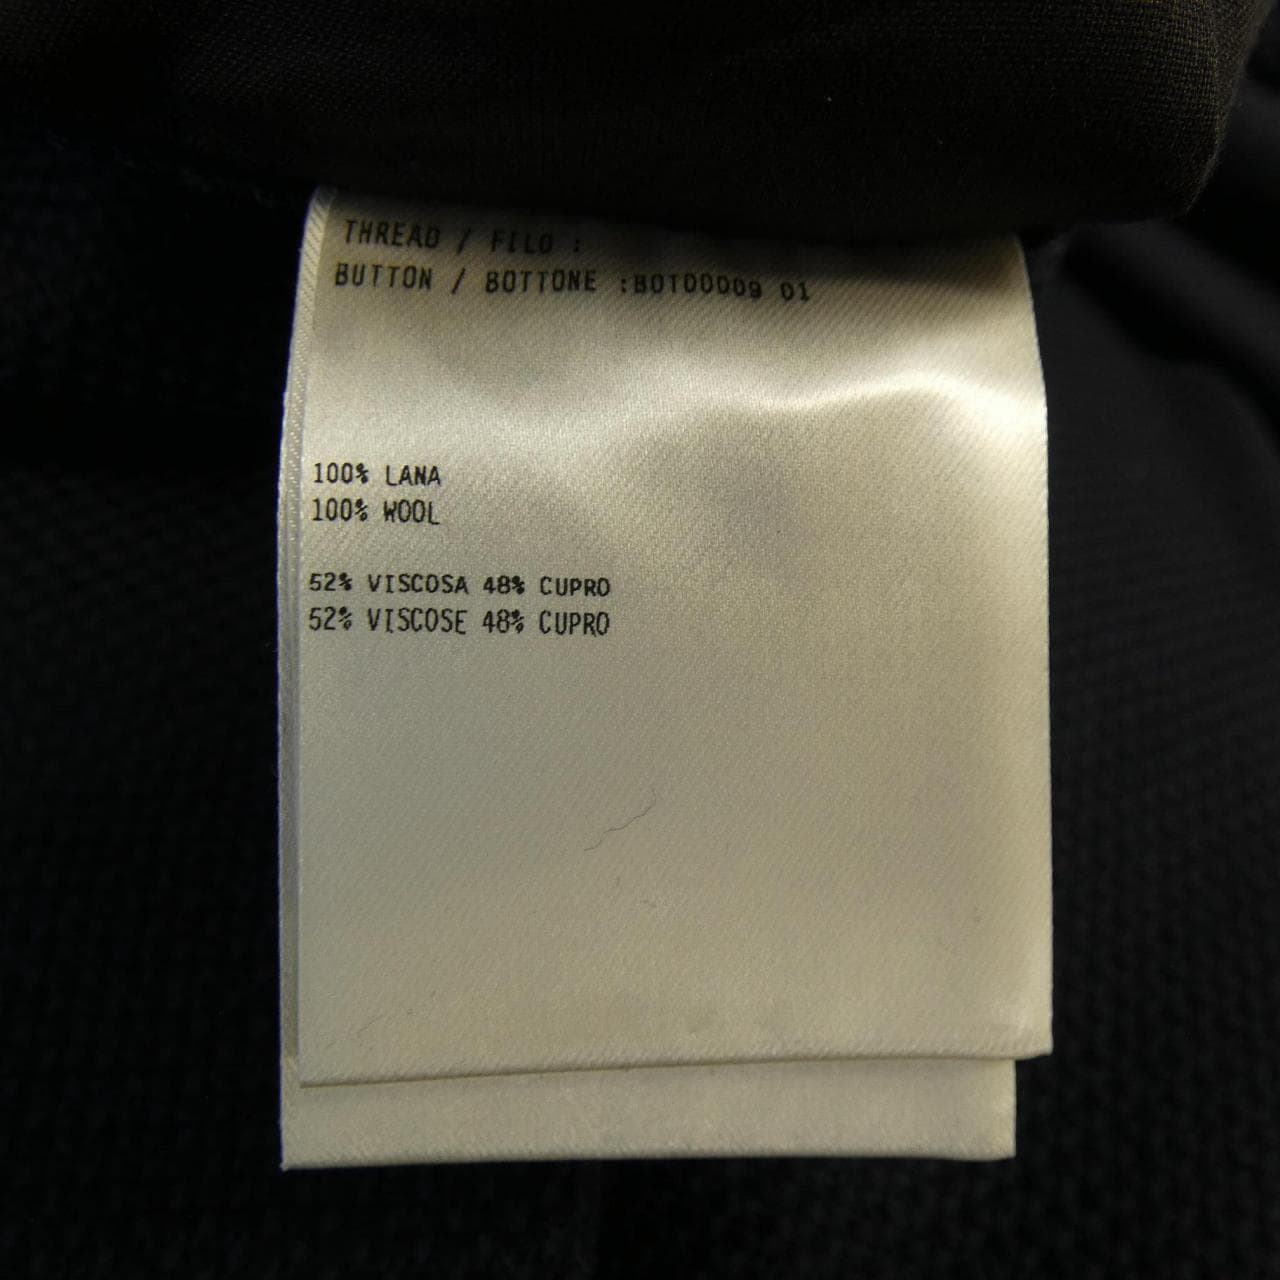 THREAD / FILO :
BUTTON / BOTTONE :BOT00009 01
100% LANA
100% WOOL
52% VISCOSA 48% CUPRO
52% VISCOSE 48% CUPRO